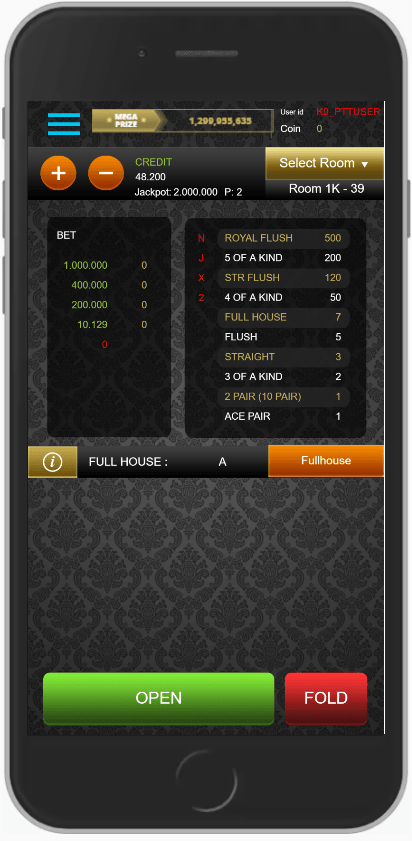 MEGA
PRIZE
1,299,955,635
User id K9_PTTUSER
Coin 0
+ − CREDIT
48.200
Jackpot: 2.000.000 P: 2
Select Room ▼
Room 1K - 39
BET
1.000.000 0
400.000 0
200.000 0
10.129 0
0
N ROYAL FLUSH 500
J 5 OF A KIND 200
X STR FLUSH 120
2 4 OF A KIND 50
FULL HOUSE 7
FLUSH 5
STRAIGHT 3
3 OF A KIND 2
2 PAIR (10 PAIR) 1
ACE PAIR 1
i FULL HOUSE : A Fullhouse
OPEN FOLD